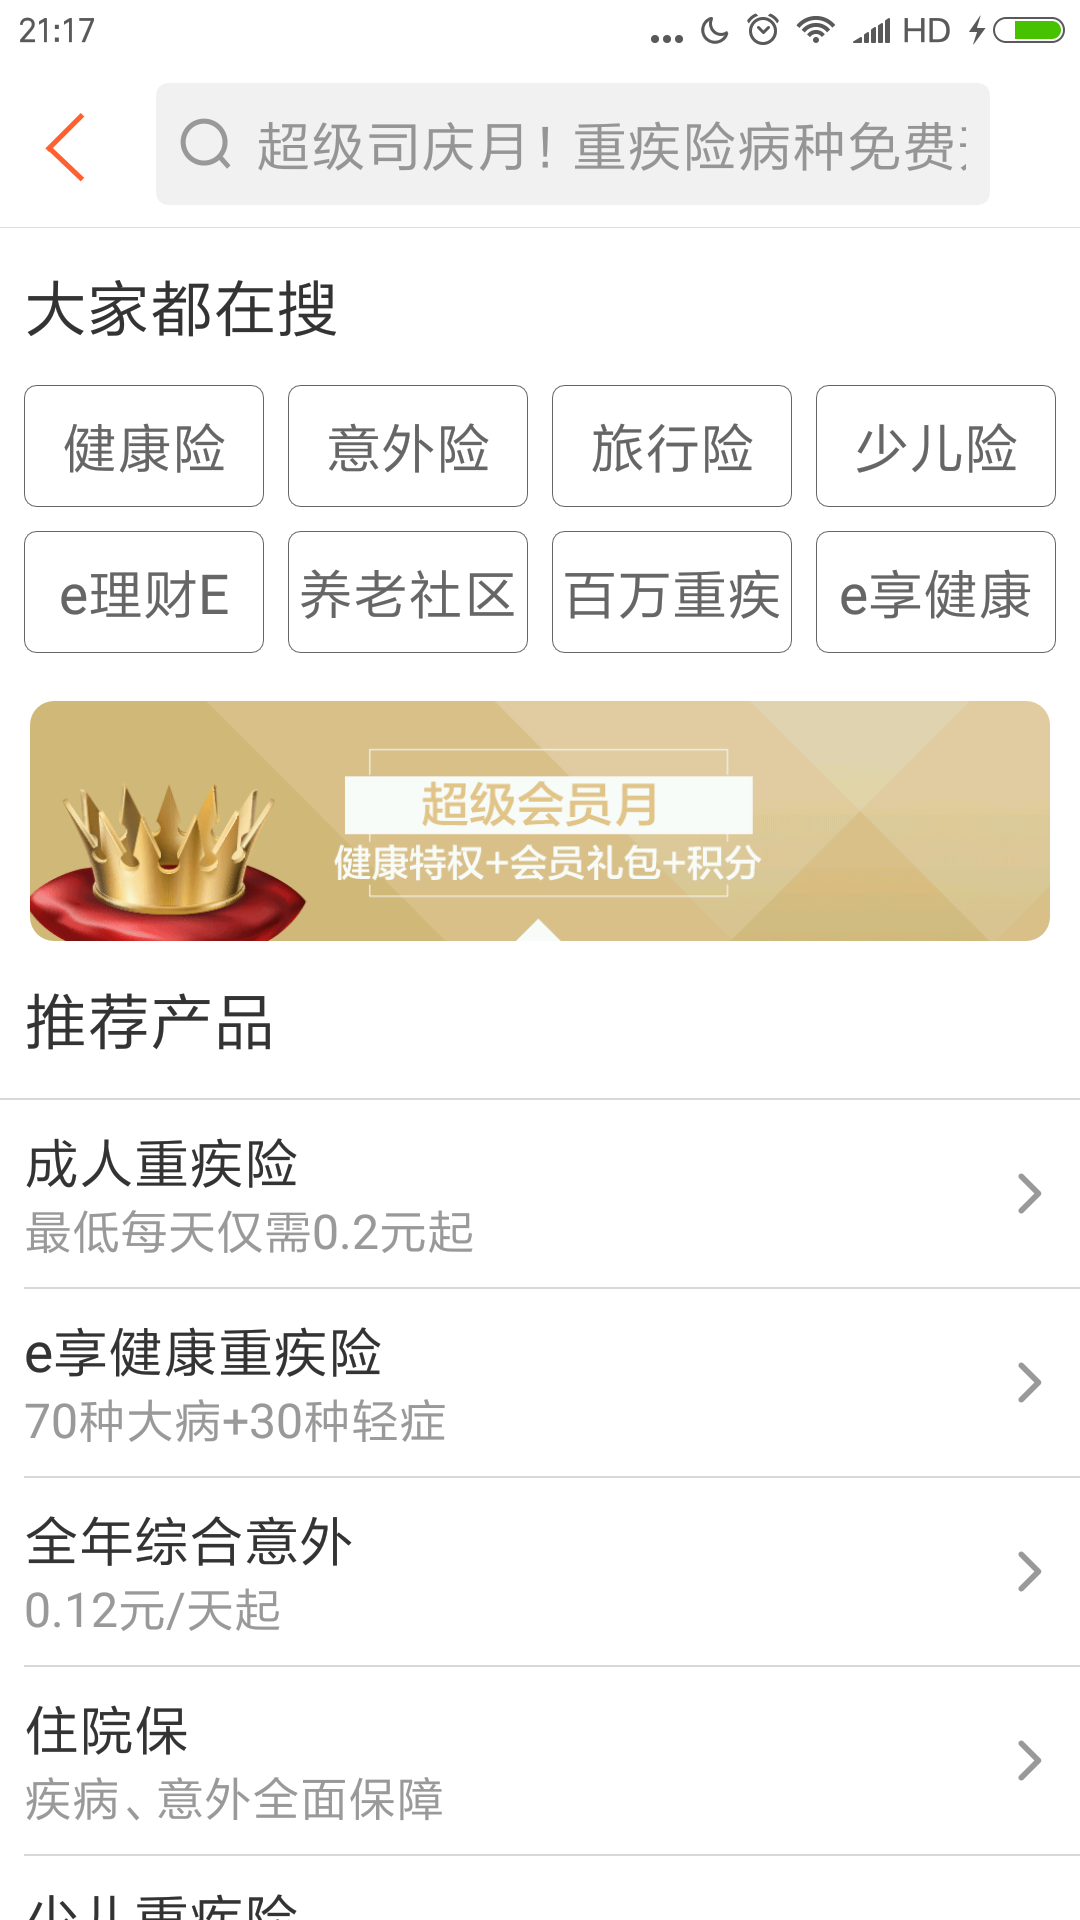 21:17
HD
超级司庆月！重疾险病种免费
大家都在搜
健康险 意外险 旅行险 少儿险
e理财E 养老社区 百万重疾 e享健康
超级会员月
健康特权+会员礼包+积分
推荐产品
成人重疾险
最低每天仅需0.2元起
e享健康重疾险
70种大病+30种轻症
全年综合意外
0.12元/天起
住院保
疾病、意外全面保障
少儿重疾险